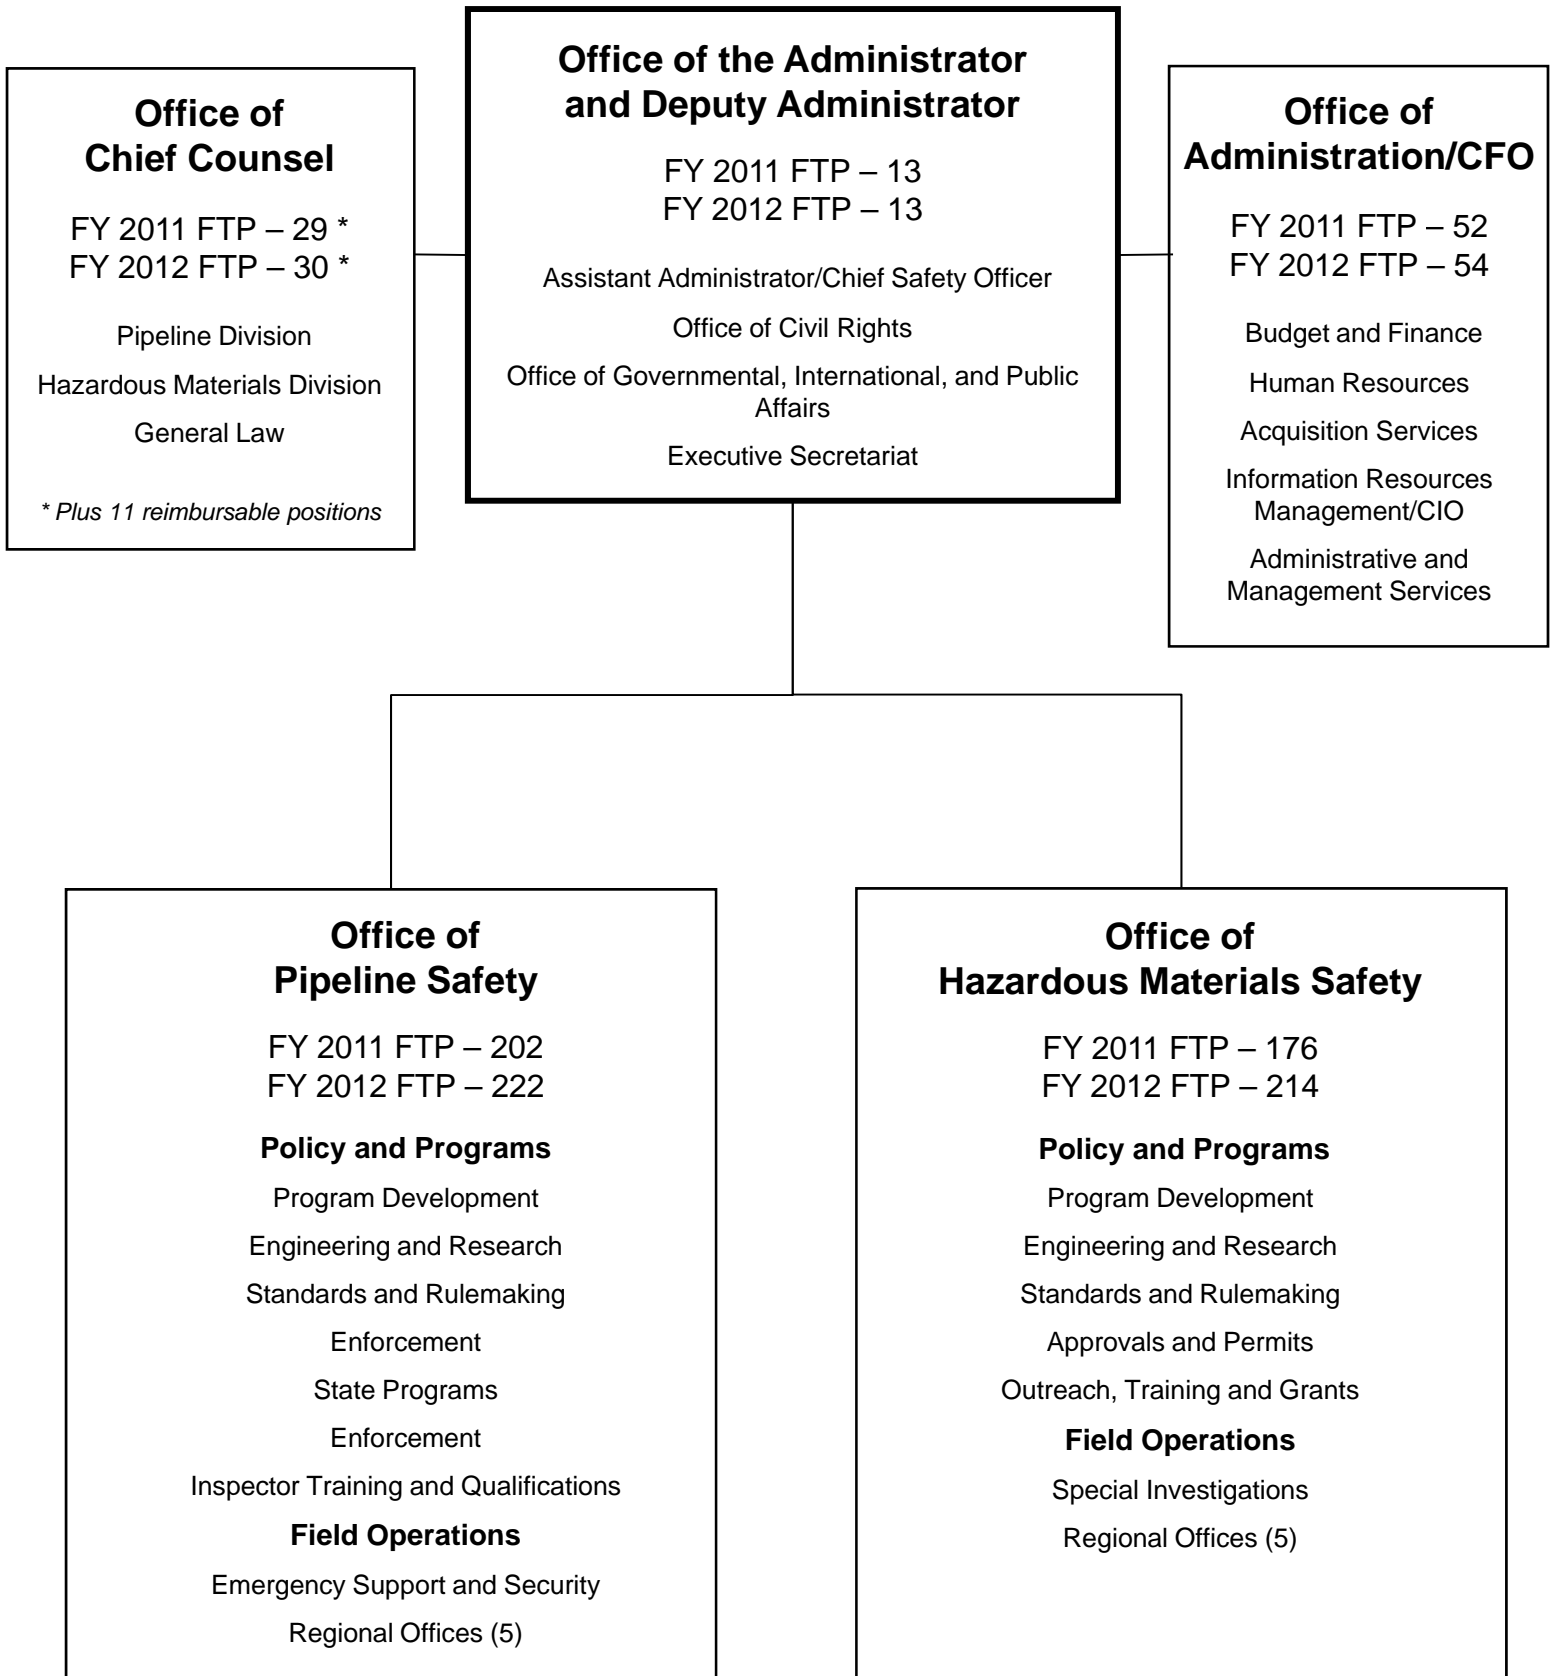 Office of the Administrator
and Deputy Administrator
FY 2011 FTP – 13
FY 2012 FTP – 13
Assistant Administrator/Chief Safety Officer
Office of Civil Rights
Office of Governmental, International, and Public
Affairs
Executive Secretariat
Office of
Chief Counsel
FY 2011 FTP – 29 *
FY 2012 FTP – 30 *
Pipeline Division
Hazardous Materials Division
General Law
* Plus 11 reimbursable positions
Office of
Administration/CFO
FY 2011 FTP – 52
FY 2012 FTP – 54
Budget and Finance
Human Resources
Acquisition Services
Information Resources
Management/CIO
Administrative and
Management Services
Office of
Pipeline Safety
FY 2011 FTP – 202
FY 2012 FTP – 222
Policy and Programs
Program Development
Engineering and Research
Standards and Rulemaking
Enforcement
State Programs
Enforcement
Inspector Training and Qualifications
Field Operations
Emergency Support and Security
Regional Offices (5)
Office of
Hazardous Materials Safety
FY 2011 FTP – 176
FY 2012 FTP – 214
Policy and Programs
Program Development
Engineering and Research
Standards and Rulemaking
Approvals and Permits
Outreach, Training and Grants
Field Operations
Special Investigations
Regional Offices (5)